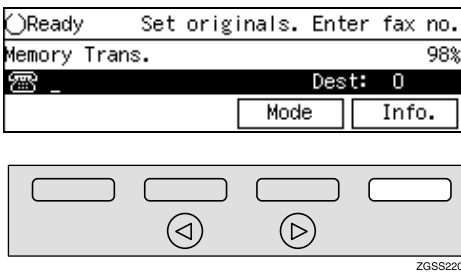 Ready Set originals. Enter fax no.
Memory Trans. 98%
_ Dest: 0
Mode Info.
ZGSS220